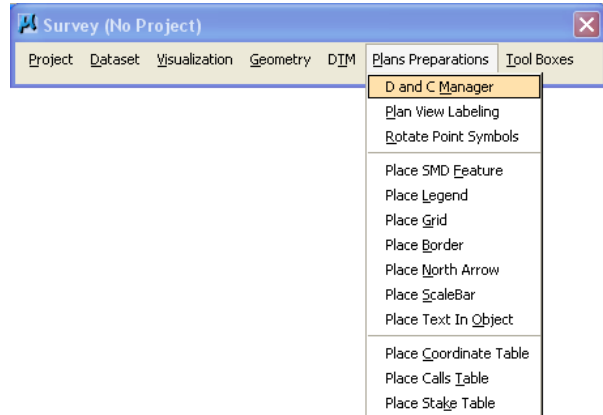 Survey (No Project)
Project Dataset Visualization Geometry DTM Plans Preparations Tool Boxes
D and C Manager
Plan View Labeling
Rotate Point Symbols
Place SMD Feature
Place Legend
Place Grid
Place Border
Place North Arrow
Place ScaleBar
Place Text In Object
Place Coordinate Table
Place Calls Table
Place Stake Table